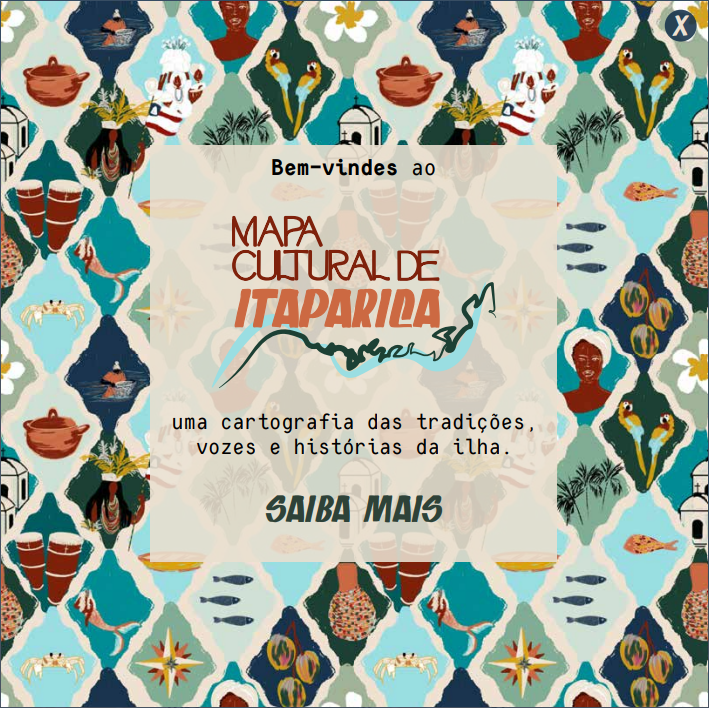 X
Bem-vindes ao
MAPA
CULTURAL DE
ITAPARICA
uma cartografia das tradições,
vozes e histórias da ilha.
SAIBA MAIS